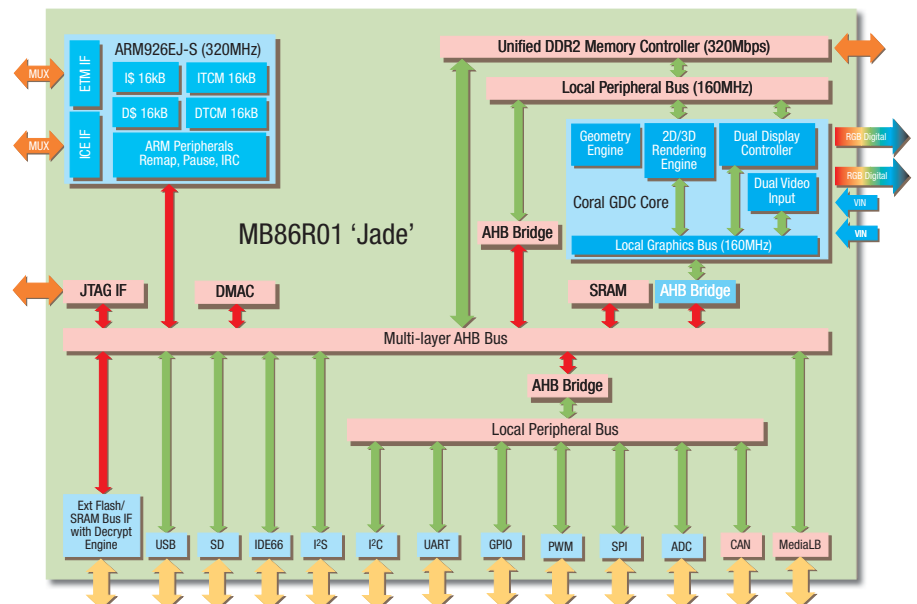 ARM926EJ-S (320MHz)
ETM IF
I$ 16kB
ITCM 16kB
D$ 16kB
DTCM 16kB
ICE IF
ARM Peripherals
Remap, Pause, IRC
MUX
MUX
Unified DDR2 Memory Controller (320Mbps)
Local Peripheral Bus (160MHz)
Geometry
Engine
2D/3D
Rendering
Engine
Dual Display
Controller
Dual Video
Input
Coral GDC Core
Local Graphics Bus (160MHz)
RGB Digital
RGB Digital
VIN
VIN
MB86R01 ‘Jade’
AHB Bridge
JTAG IF
DMAC
SRAM
AHB Bridge
Multi-layer AHB Bus
AHB Bridge
Local Peripheral Bus
Ext Flash/
SRAM Bus IF
with Decrypt
Engine
USB
SD
IDE66
I²S
I²C
UART
GPIO
PWM
SPI
ADC
CAN
MediaLB